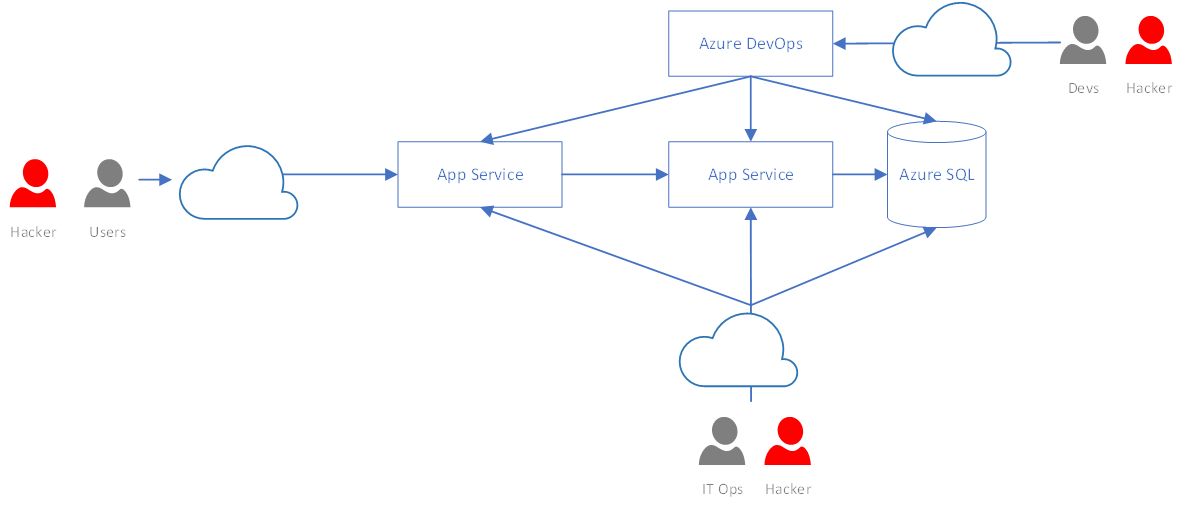 Azure DevOps
Devs
Hacker
App Service
App Service
Azure SQL
Hacker
Users
IT Ops
Hacker